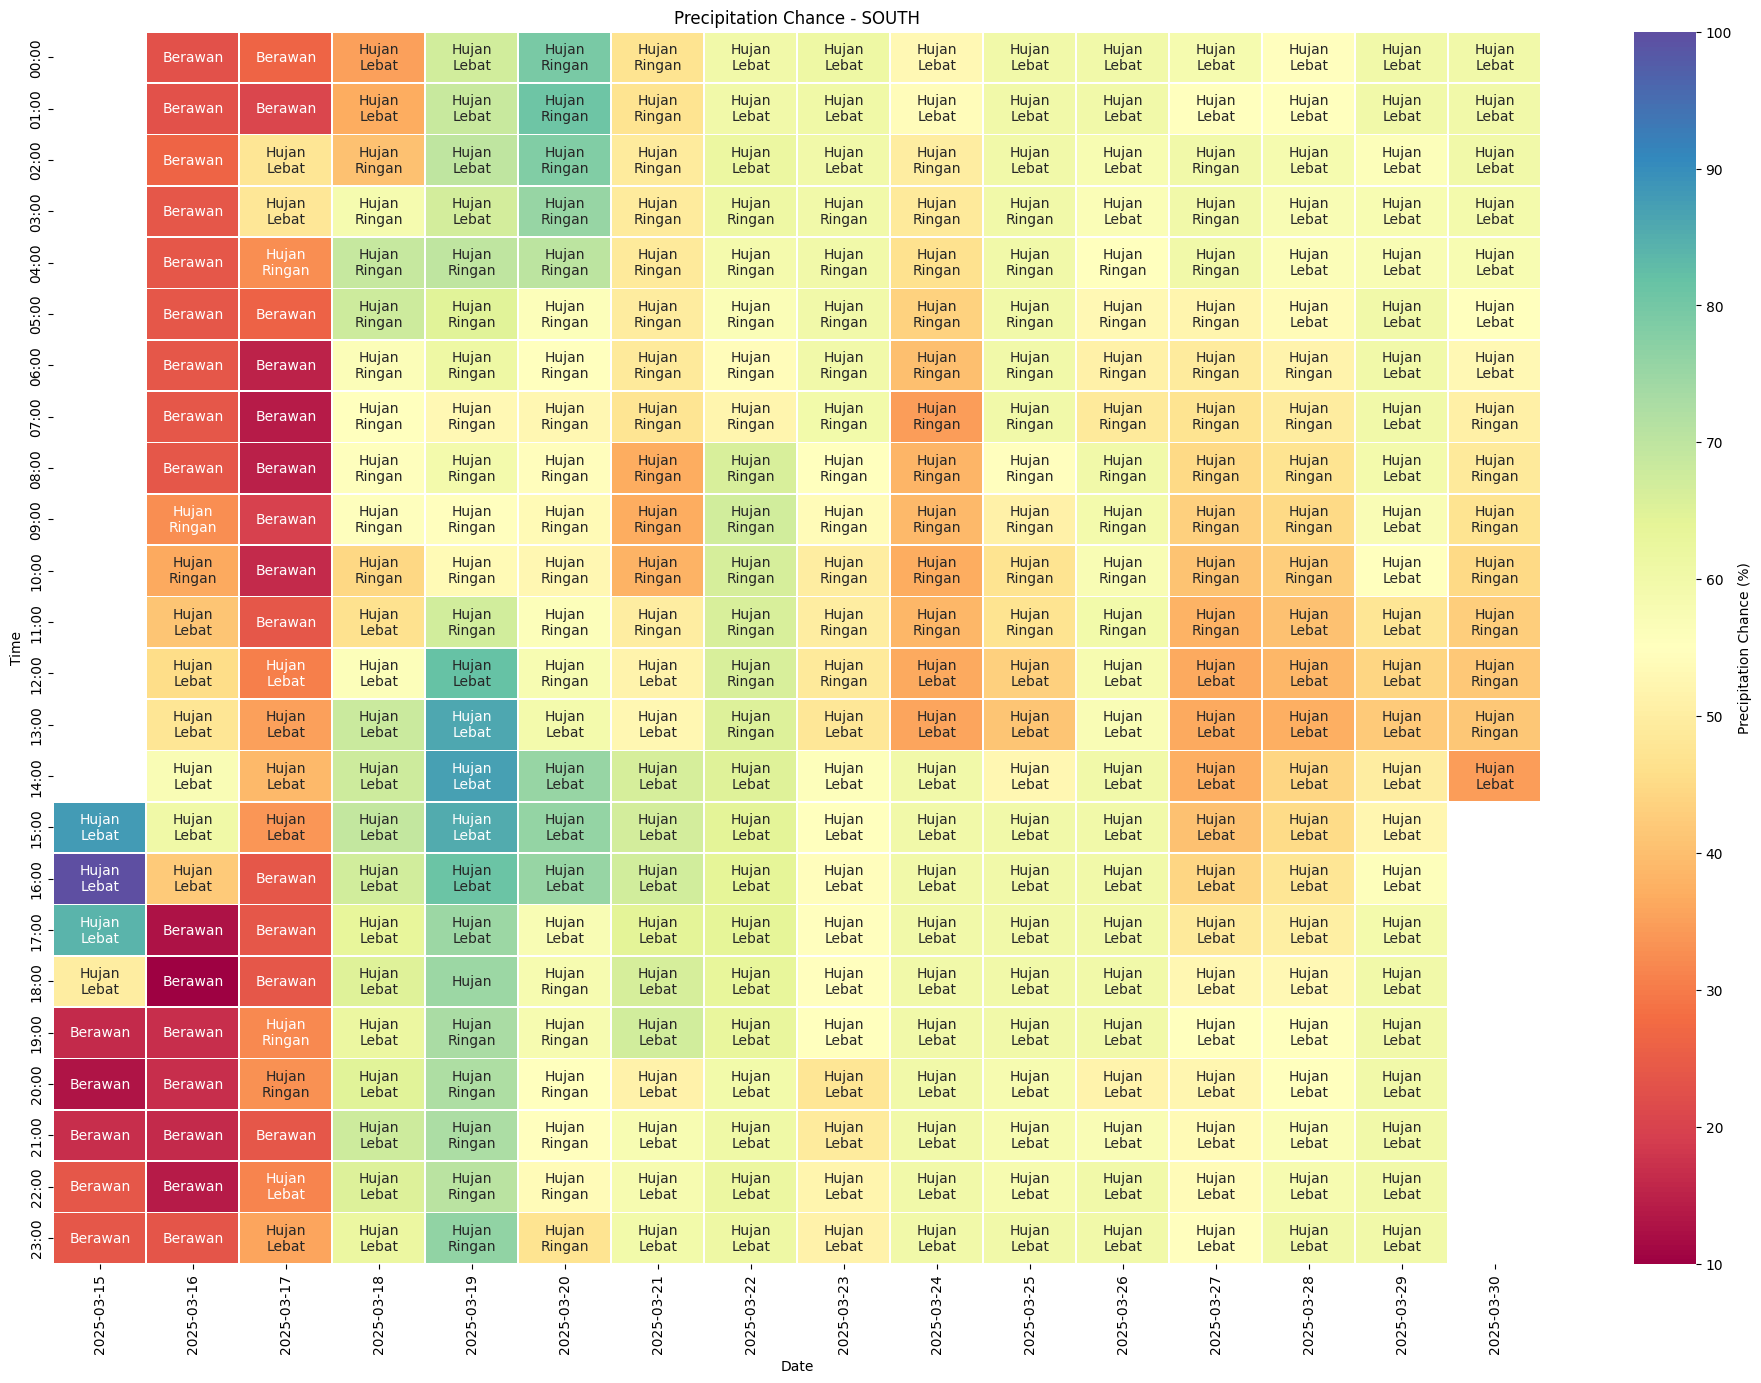 Precipitation Chance - SOUTH
00:00 Berawan Berawan Hujan Lebat Hujan Lebat Hujan Ringan Hujan Ringan Hujan Lebat Hujan Lebat Hujan Lebat Hujan Lebat Hujan Lebat Hujan Lebat Hujan Lebat Hujan Lebat Hujan Lebat
01:00 Berawan Berawan Hujan Lebat Hujan Lebat Hujan Ringan Hujan Ringan Hujan Lebat Hujan Lebat Hujan Lebat Hujan Lebat Hujan Lebat Hujan Lebat Hujan Lebat Hujan Lebat Hujan Lebat
02:00 Berawan Hujan Lebat Hujan Ringan Hujan Lebat Hujan Ringan Hujan Ringan Hujan Lebat Hujan Lebat Hujan Ringan Hujan Lebat Hujan Lebat Hujan Ringan Hujan Lebat Hujan Lebat Hujan Lebat
03:00 Berawan Hujan Lebat Hujan Ringan Hujan Lebat Hujan Ringan Hujan Ringan Hujan Ringan Hujan Ringan Hujan Ringan Hujan Ringan Hujan Lebat Hujan Ringan Hujan Lebat Hujan Lebat Hujan Lebat
04:00 Berawan Hujan Ringan Hujan Ringan Hujan Ringan Hujan Ringan Hujan Ringan Hujan Ringan Hujan Ringan Hujan Ringan Hujan Ringan Hujan Ringan Hujan Ringan Hujan Lebat Hujan Lebat Hujan Lebat
05:00 Berawan Berawan Hujan Ringan Hujan Ringan Hujan Ringan Hujan Ringan Hujan Ringan Hujan Ringan Hujan Ringan Hujan Ringan Hujan Ringan Hujan Ringan Hujan Lebat Hujan Lebat Hujan Lebat
06:00 Berawan Berawan Hujan Ringan Hujan Ringan Hujan Ringan Hujan Ringan Hujan Ringan Hujan Ringan Hujan Ringan Hujan Ringan Hujan Ringan Hujan Ringan Hujan Ringan Hujan Lebat Hujan Lebat
07:00 Berawan Berawan Hujan Ringan Hujan Ringan Hujan Ringan Hujan Ringan Hujan Ringan Hujan Ringan Hujan Ringan Hujan Ringan Hujan Ringan Hujan Ringan Hujan Ringan Hujan Lebat Hujan Ringan
08:00 Berawan Berawan Hujan Ringan Hujan Ringan Hujan Ringan Hujan Ringan Hujan Ringan Hujan Ringan Hujan Ringan Hujan Ringan Hujan Ringan Hujan Ringan Hujan Ringan Hujan Lebat Hujan Ringan
09:00 Hujan Ringan Berawan Hujan Ringan Hujan Ringan Hujan Ringan Hujan Ringan Hujan Ringan Hujan Ringan Hujan Ringan Hujan Ringan Hujan Ringan Hujan Ringan Hujan Ringan Hujan Lebat Hujan Ringan
10:00 Hujan Ringan Berawan Hujan Ringan Hujan Ringan Hujan Ringan Hujan Ringan Hujan Ringan Hujan Ringan Hujan Ringan Hujan Ringan Hujan Ringan Hujan Ringan Hujan Ringan Hujan Lebat Hujan Ringan
11:00 Hujan Lebat Berawan Hujan Lebat Hujan Ringan Hujan Ringan Hujan Ringan Hujan Ringan Hujan Ringan Hujan Ringan Hujan Ringan Hujan Ringan Hujan Ringan Hujan Lebat Hujan Lebat Hujan Ringan
12:00 Hujan Lebat Hujan Lebat Hujan Lebat Hujan Lebat Hujan Ringan Hujan Lebat Hujan Ringan Hujan Ringan Hujan Lebat Hujan Lebat Hujan Lebat Hujan Lebat Hujan Lebat Hujan Lebat Hujan Ringan
13:00 Hujan Lebat Hujan Lebat Hujan Lebat Hujan Lebat Hujan Lebat Hujan Lebat Hujan Ringan Hujan Lebat Hujan Lebat Hujan Lebat Hujan Lebat Hujan Lebat Hujan Lebat Hujan Lebat Hujan Ringan
14:00 Hujan Lebat Hujan Lebat Hujan Lebat Hujan Lebat Hujan Lebat Hujan Lebat Hujan Lebat Hujan Lebat Hujan Lebat Hujan Lebat Hujan Lebat Hujan Lebat Hujan Lebat Hujan Lebat Hujan Lebat
15:00 Hujan Lebat Hujan Lebat Hujan Lebat Hujan Lebat Hujan Lebat Hujan Lebat Hujan Lebat Hujan Lebat Hujan Lebat Hujan Lebat Hujan Lebat Hujan Lebat Hujan Lebat Hujan Lebat Hujan Lebat
16:00 Hujan Lebat Hujan Lebat Berawan Hujan Lebat Hujan Lebat Hujan Lebat Hujan Lebat Hujan Lebat Hujan Lebat Hujan Lebat Hujan Lebat Hujan Lebat Hujan Lebat Hujan Lebat Hujan Lebat
17:00 Hujan Lebat Berawan Berawan Hujan Lebat Hujan Lebat Hujan Lebat Hujan Lebat Hujan Lebat Hujan Lebat Hujan Lebat Hujan Lebat Hujan Lebat Hujan Lebat Hujan Lebat Hujan Lebat
18:00 Hujan Lebat Berawan Berawan Hujan Lebat Hujan Hujan Ringan Hujan Lebat Hujan Lebat Hujan Lebat Hujan Lebat Hujan Lebat Hujan Lebat Hujan Lebat Hujan Lebat Hujan Lebat
19:00 Berawan Berawan Hujan Ringan Hujan Lebat Hujan Ringan Hujan Ringan Hujan Lebat Hujan Lebat Hujan Lebat Hujan Lebat Hujan Lebat Hujan Lebat Hujan Lebat Hujan Lebat Hujan Lebat
20:00 Berawan Berawan Hujan Ringan Hujan Lebat Hujan Ringan Hujan Ringan Hujan Lebat Hujan Lebat Hujan Lebat Hujan Lebat Hujan Lebat Hujan Lebat Hujan Lebat Hujan Lebat Hujan Lebat
21:00 Berawan Berawan Berawan Hujan Lebat Hujan Ringan Hujan Ringan Hujan Lebat Hujan Lebat Hujan Lebat Hujan Lebat Hujan Lebat Hujan Lebat Hujan Lebat Hujan Lebat Hujan Lebat
22:00 Berawan Berawan Hujan Lebat Hujan Lebat Hujan Ringan Hujan Ringan Hujan Lebat Hujan Lebat Hujan Lebat Hujan Lebat Hujan Lebat Hujan Lebat Hujan Lebat Hujan Lebat Hujan Lebat
23:00 Berawan Berawan Hujan Lebat Hujan Lebat Hujan Ringan Hujan Ringan Hujan Lebat Hujan Lebat Hujan Lebat Hujan Lebat Hujan Lebat Hujan Lebat Hujan Lebat Hujan Lebat Hujan Lebat
Time
2025-03-15 2025-03-16 2025-03-17 2025-03-18 2025-03-19 2025-03-20 2025-03-21 2025-03-22 2025-03-23 2025-03-24 2025-03-25 2025-03-26 2025-03-27 2025-03-28 2025-03-29 2025-03-30
Date
100
90
80
70
60
50
40
30
20
10
Precipitation Chance (%)